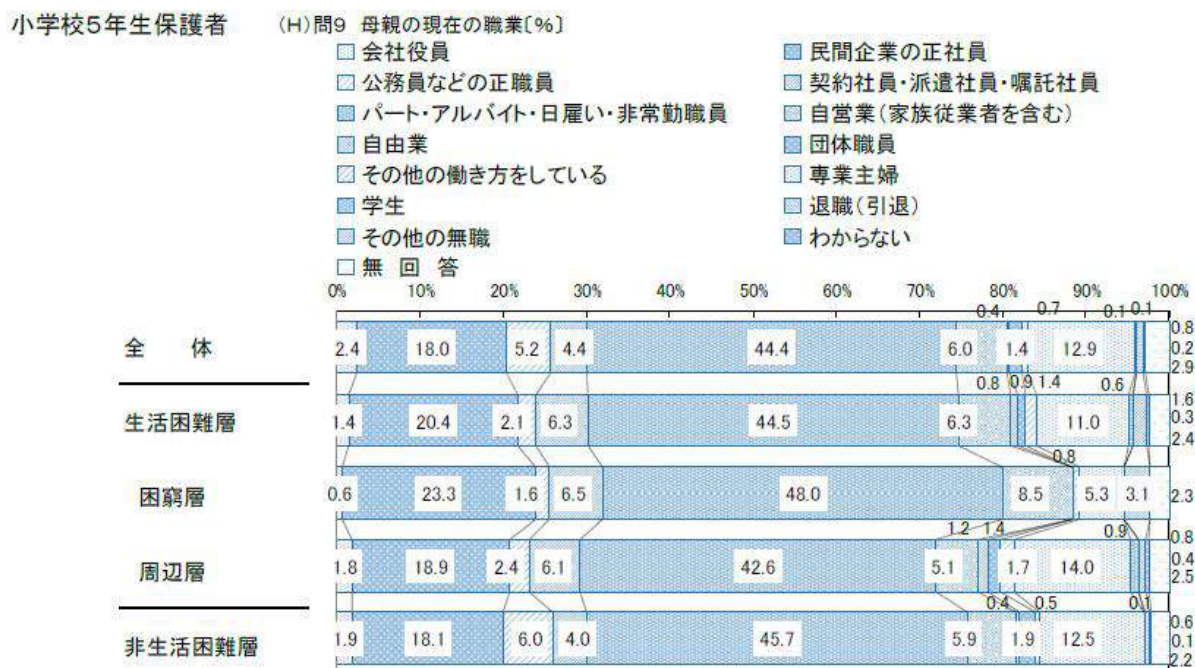 小学校5年生保護者 (H)問9 母親の現在の職業〔%〕
会社役員 民間企業の正社員
公務員などの正職員 契約社員・派遣社員・嘱託社員
パート・アルバイト・日雇い・非常勤職員 自営業(家族従業者を含む)
自由業 団体職員
その他の働き方をしている 専業主婦
学生 退職(引退)
その他の無職 わからない
無 回 答
0% 10% 20% 30% 40% 50% 60% 70% 80% 90% 100%
0.4 0.7 0.1 0.1
全 体 2.4 18.0 5.2 4.4 44.4 6.0 1.4 12.9 0.8 0.2 2.9
0.8 0.9 1.4 0.6
生活困難層 1.4 20.4 2.1 6.3 44.5 6.3 11.0 1.6 0.3 2.4
0.8
困窮層 0.6 23.3 1.6 6.5 48.0 8.5 5.3 3.1 2.3
1.2 1.4 0.9
周辺層 1.8 18.9 2.4 6.1 42.6 5.1 1.7 14.0 0.8 0.4 2.5
0.4 0.5 0.1
非生活困難層 1.9 18.1 6.0 4.0 45.7 5.9 1.9 12.5 0.6 0.1 2.2